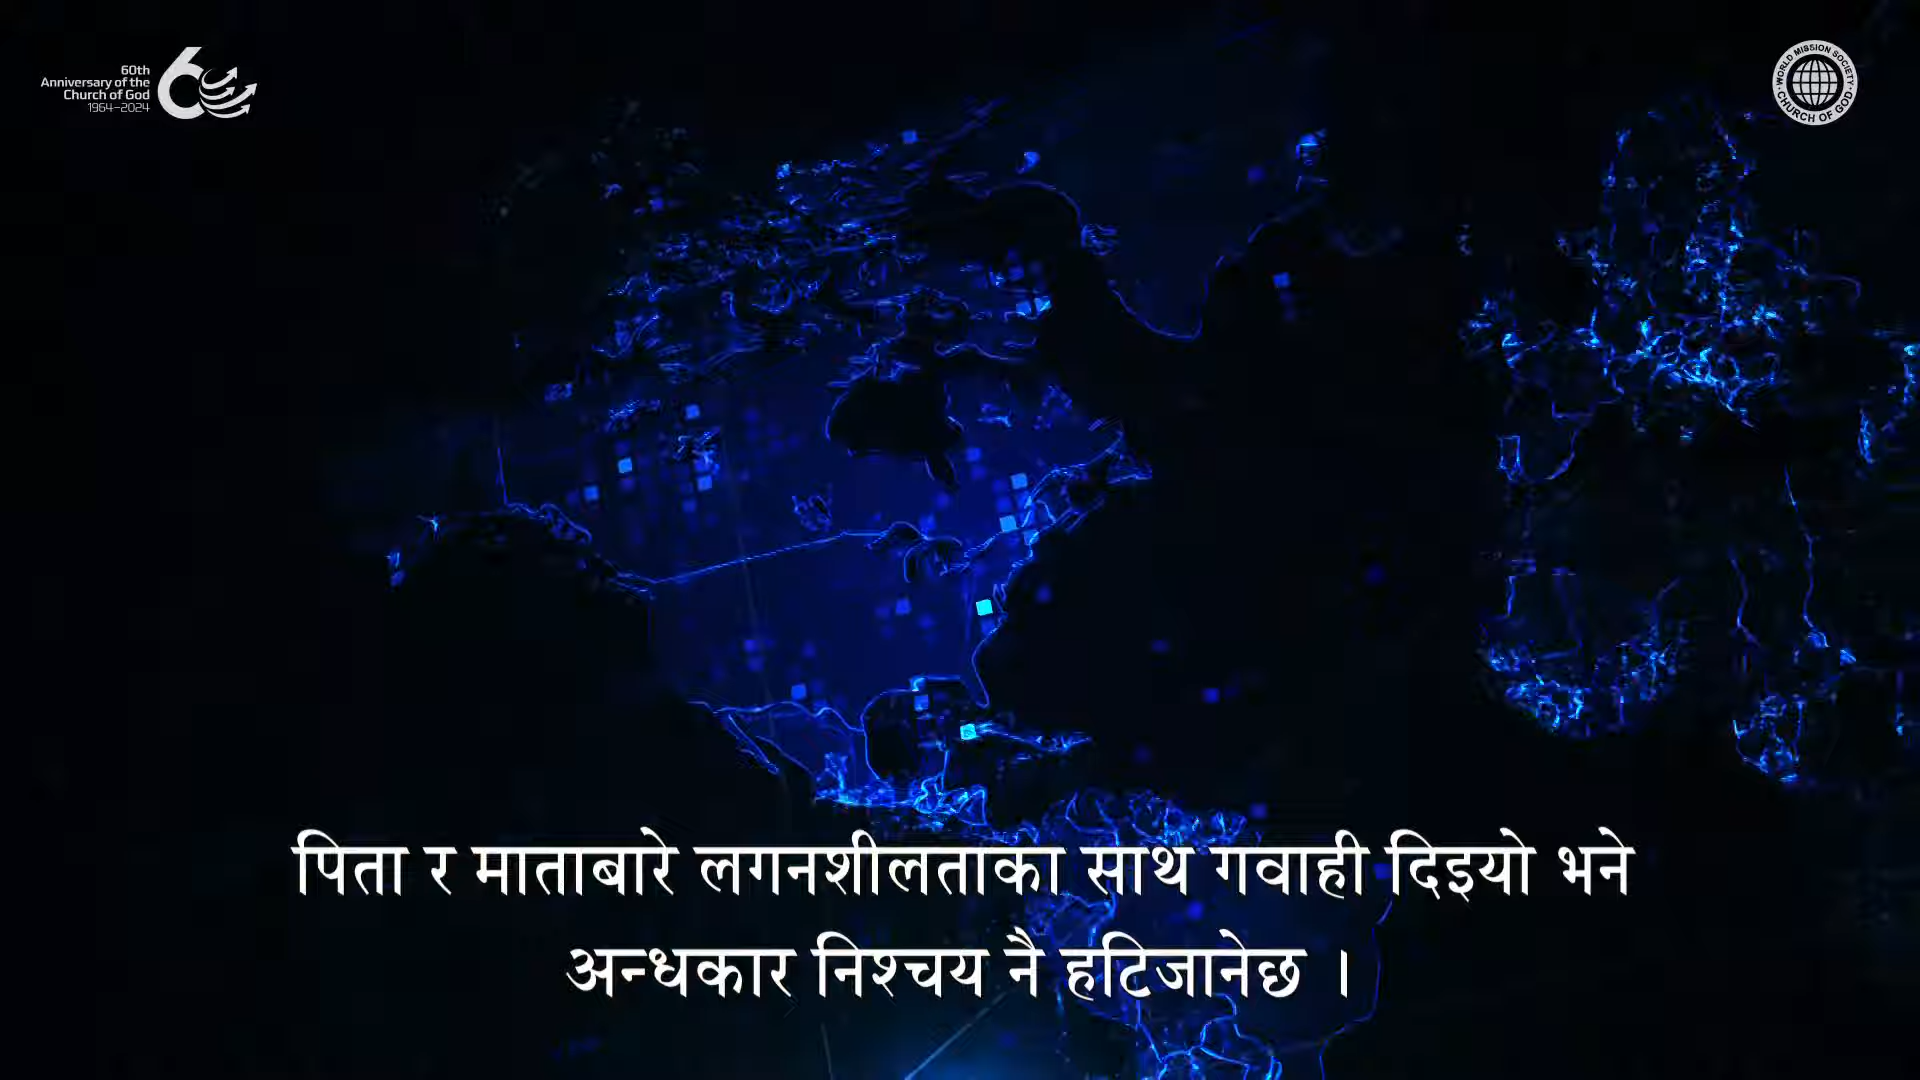 60th
Anniversary of the
Church of God
1964–2024
WORLD MISSION SOCIETY
CHURCH OF GOD
पिता र माताबारे लगनशीलताका साथ गवाही दिइयो भने
अन्धकार निश्चय नै हटिजानेछ ।